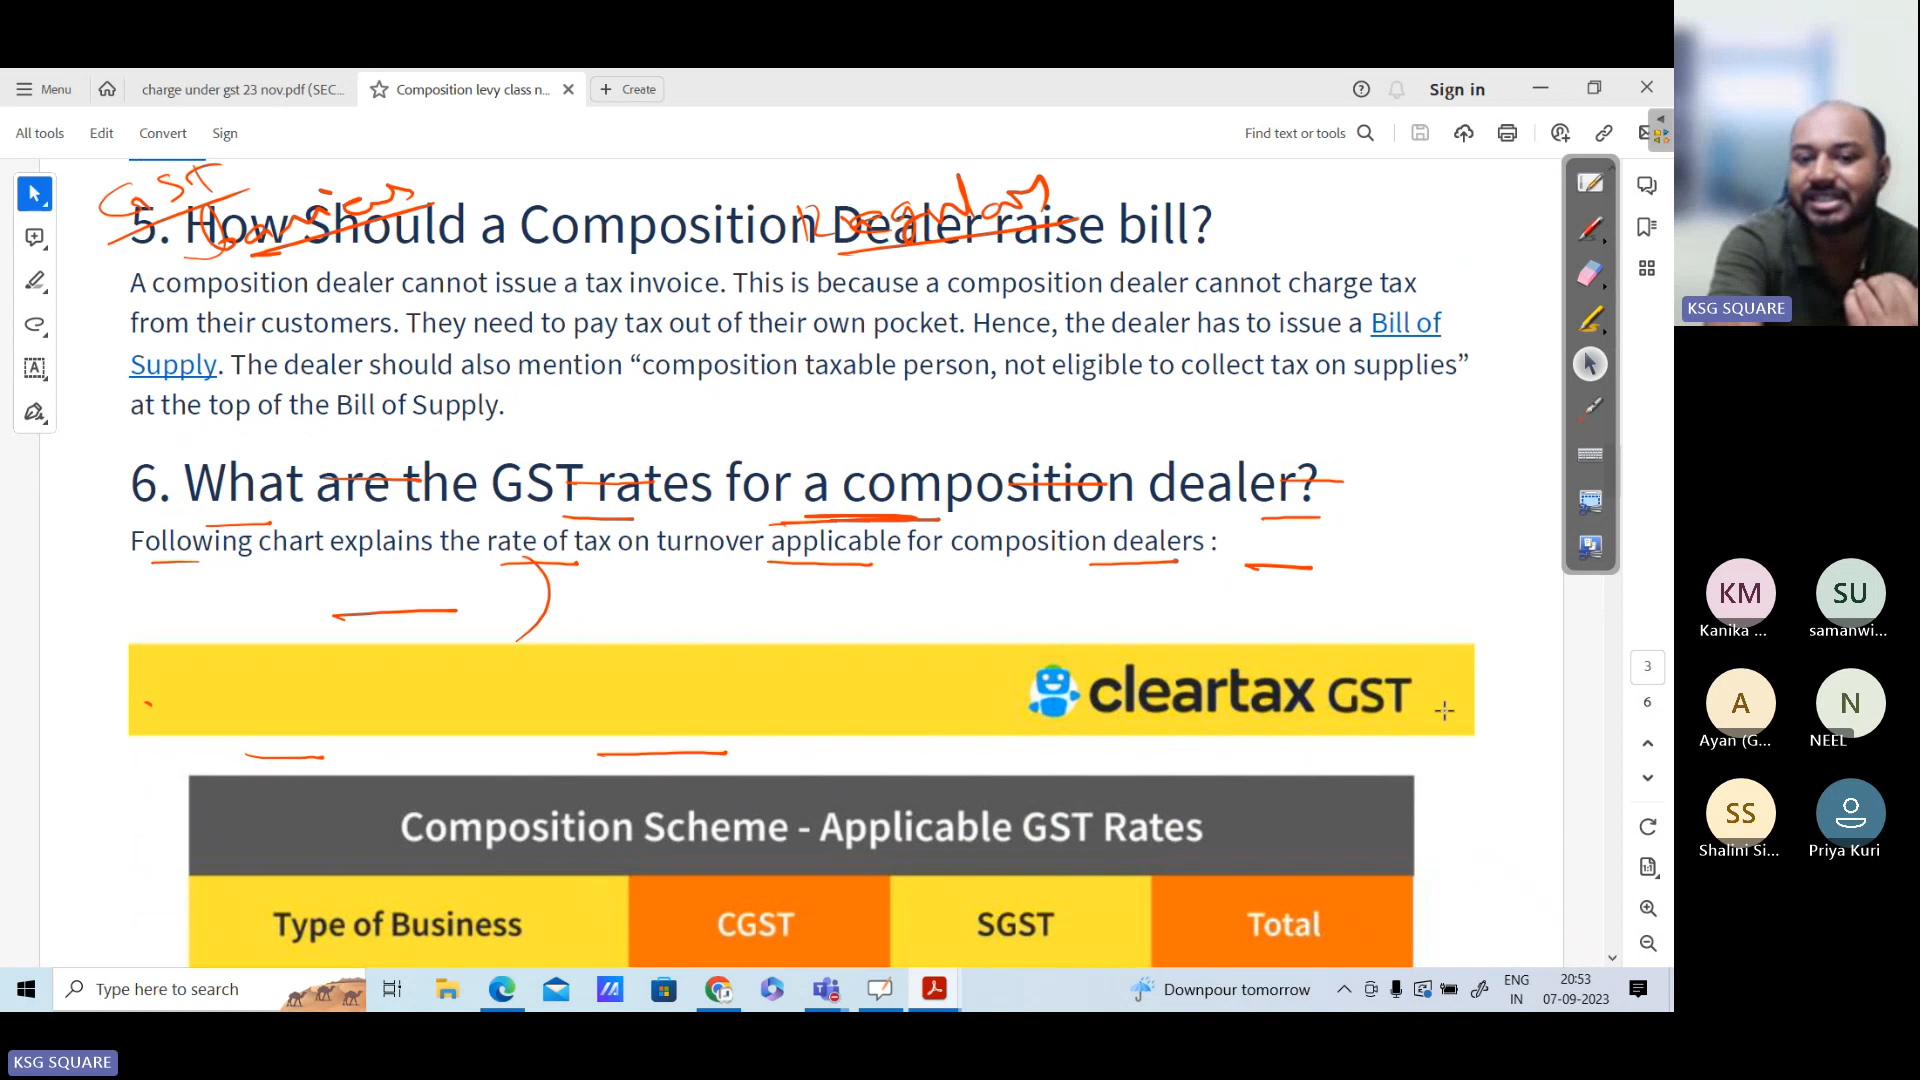 Menu
charge under gst 23 nov.pdf (SEC...
Composition levy class n...
Create
Sign in
All tools
Edit
Convert
Sign
Find text or tools
GST
5. How Should a Composition Dealer raise bill?
A composition dealer cannot issue a tax invoice. This is because a composition dealer cannot charge tax
from their customers. They need to pay tax out of their own pocket. Hence, the dealer has to issue a Bill of
Supply. The dealer should also mention “composition taxable person, not eligible to collect tax on supplies”
at the top of the Bill of Supply.
6. What are the GST rates for a composition dealer?
Following chart explains the rate of tax on turnover applicable for composition dealers :
cleartax GST
Composition Scheme - Applicable GST Rates
Type of Business
CGST
SGST
Total
3
6
1:1
KSG SQUARE
KM
Kanika ...
SU
samanwi...
A
Ayan (G...
N
NEEL
SS
Shalini Si...
Priya Kuri
Type here to search
Downpour tomorrow
ENG
IN
20:53
07-09-2023
KSG SQUARE